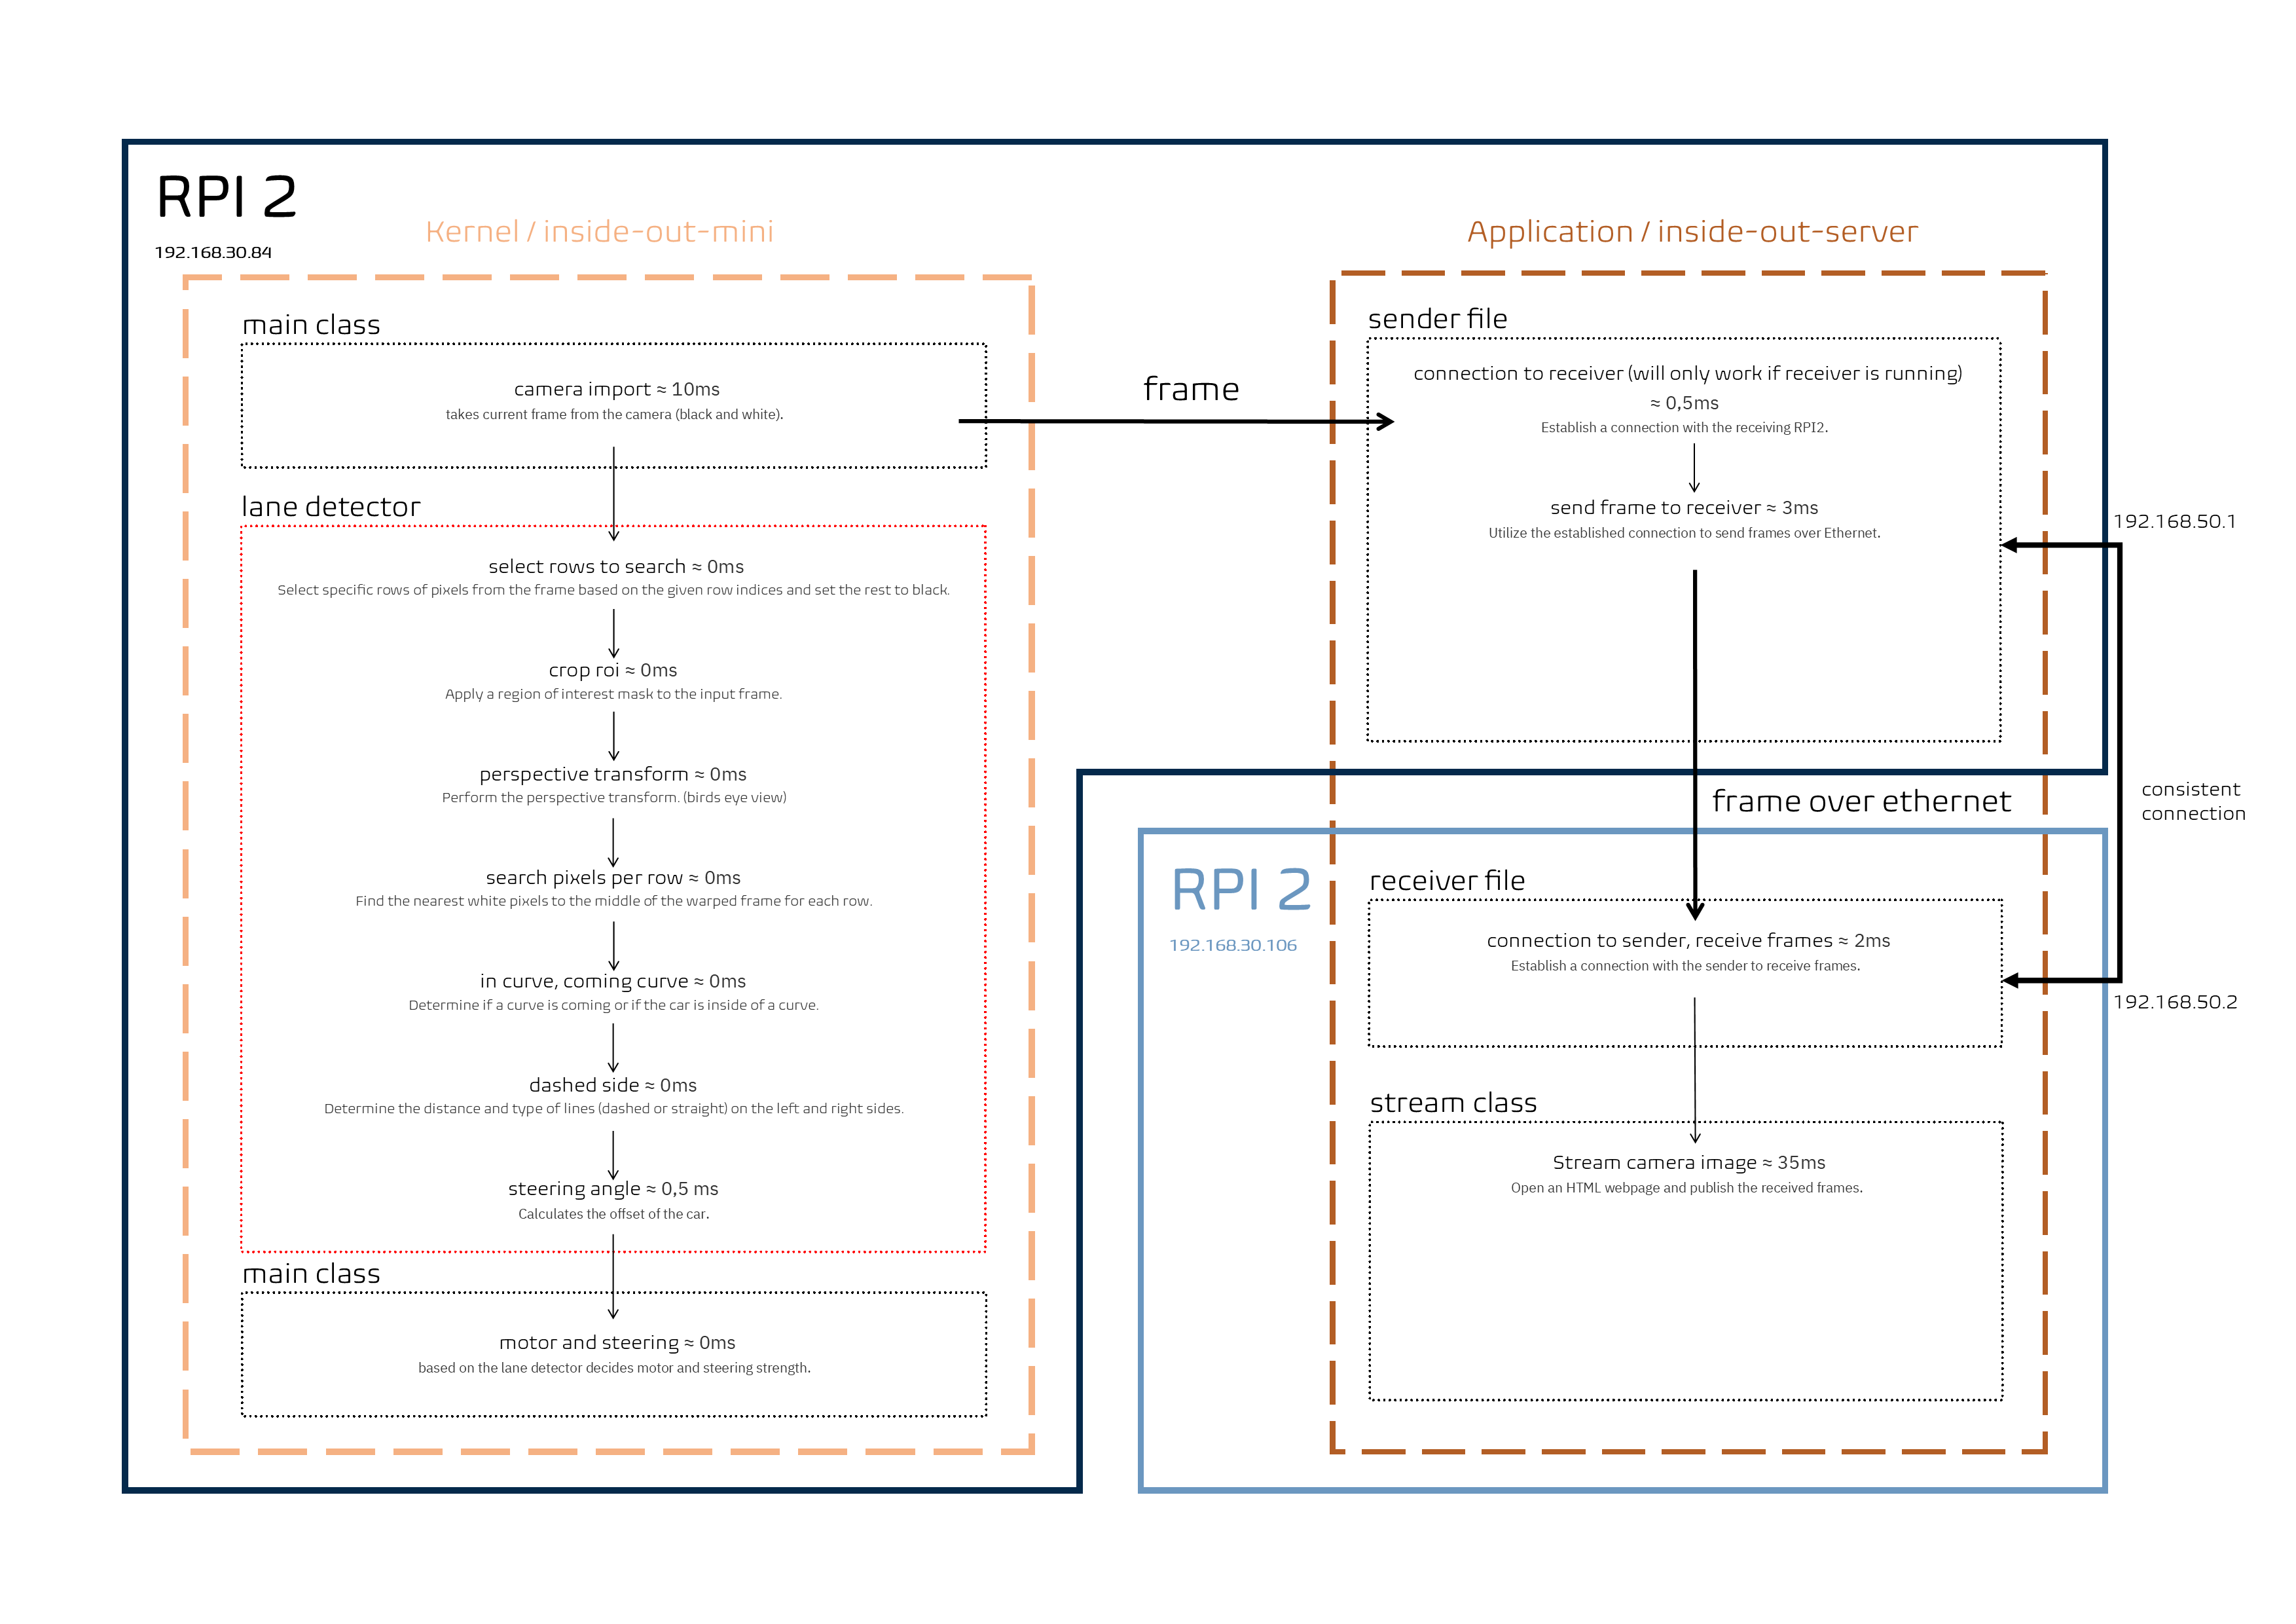 RPI 2
192.168.30.84
Kernel / inside-out-mini
main class
camera import ≈ 10ms
takes current frame from the camera (black and white).
lane detector
select rows to search ≈ 0ms
Select specific rows of pixels from the frame based on the given row indices and set the rest to black.
crop roi ≈ 0ms
Apply a region of interest mask to the input frame.
perspective transform ≈ 0ms
Perform the perspective transform. (birds eye view)
search pixels per row ≈ 0ms
Find the nearest white pixels to the middle of the warped frame for each row.
in curve, coming curve ≈ 0ms
Determine if a curve is coming or if the car is inside of a curve.
dashed side ≈ 0ms
Determine the distance and type of lines (dashed or straight) on the left and right sides.
steering angle ≈ 0,5 ms
Calculates the offset of the car.
main class
motor and steering ≈ 0ms
based on the lane detector decides motor and steering strength.
frame
Application / inside-out-server
sender file
connection to receiver (will only work if receiver is running)
≈ 0,5ms
Establish a connection with the receiving RPI2.
send frame to receiver ≈ 3ms
Utilize the established connection to send frames over Ethernet.
192.168.50.1
consistent
connection
192.168.50.2
frame over ethernet
RPI 2
192.168.30.106
receiver file
connection to sender, receive frames ≈ 2ms
Establish a connection with the sender to receive frames.
stream class
Stream camera image ≈ 35ms
Open an HTML webpage and publish the received frames.